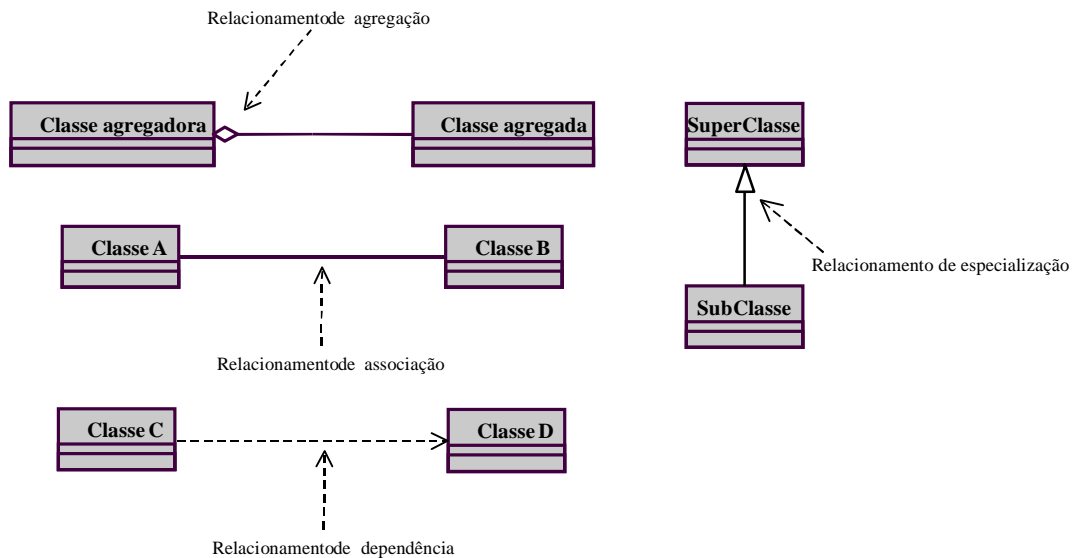 Relacionamentode agregação
Classe agregadora
Classe agregada
SuperClasse
Classe A
Classe B
Relacionamento de especialização
SubClasse
Relacionamentode associação
Classe C
Classe D
Relacionamentode dependência